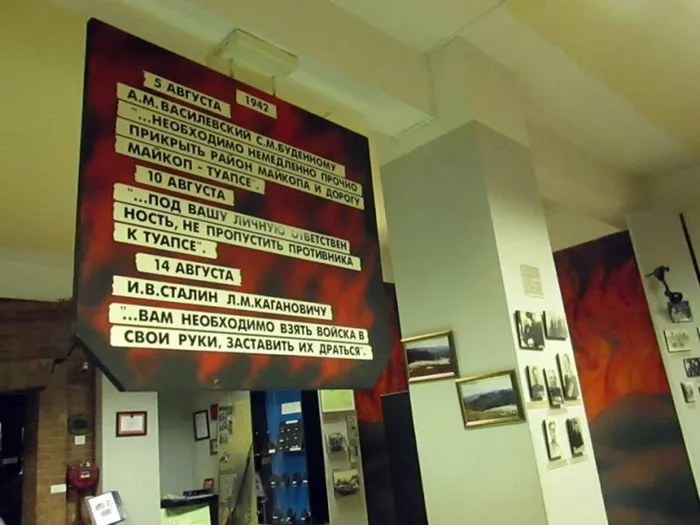 5 АВГУСТА 1942
А.М.ВАСИЛЕВСКИЙ С.М.БУДЕННОМУ
"...НЕОБХОДИМО НЕМЕДЛЕННО ПРОЧНО
ПРИКРЫТЬ РАЙОН МАЙКОПА И ДОРОГУ
МАЙКОП - ТУАПСЕ".
10 АВГУСТА
"...ПОД ВАШУ ЛИЧНУЮ ОТВЕТСТВЕН
НОСТЬ, НЕ ПРОПУСТИТЬ ПРОТИВНИКА
К ТУАПСЕ".
14 АВГУСТА
И.В.СТАЛИН Л.М.КАГАНОВИЧУ
"...ВАМ НЕОБХОДИМО ВЗЯТЬ ВОЙСКА В
СВОИ РУКИ, ЗАСТАВИТЬ ИХ ДРАТЬСЯ".